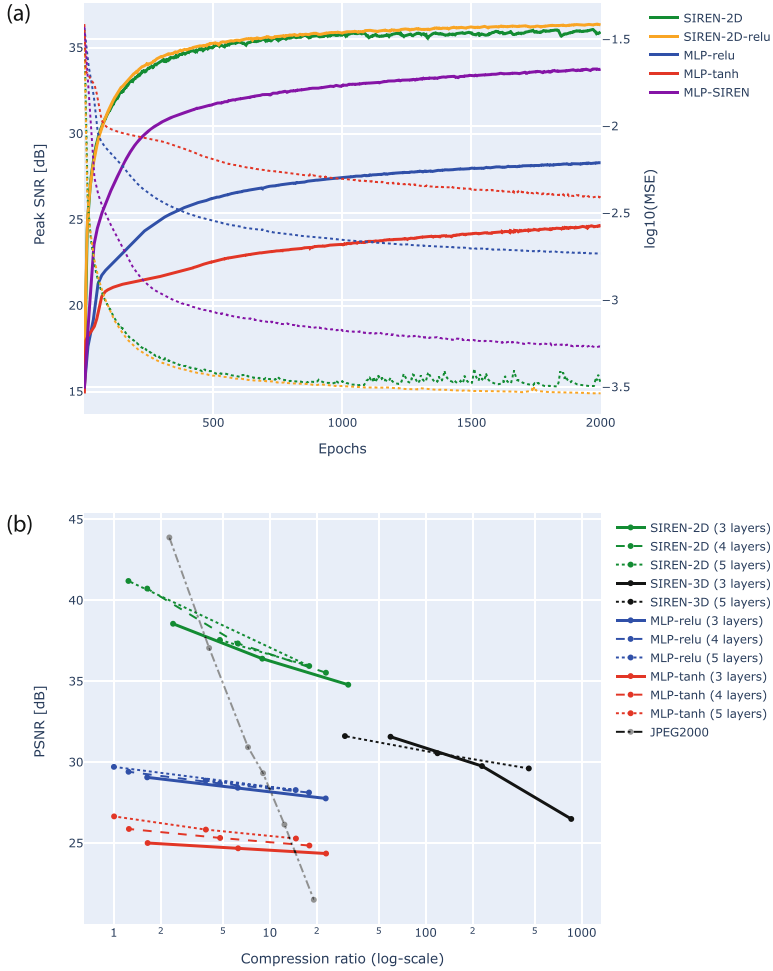 (a)
SIREN-2D
SIREN-2D-relu
MLP-relu
MLP-tanh
MLP-SIREN
35
30
25
20
15
Peak SNR [dB]
−1.5
−2
−2.5
−3
−3.5
log10(MSE)
500
1000
1500
2000
Epochs
(b)
SIREN-2D (3 layers)
SIREN-2D (4 layers)
SIREN-2D (5 layers)
SIREN-3D (3 layers)
SIREN-3D (5 layers)
MLP-relu (3 layers)
MLP-relu (4 layers)
MLP-relu (5 layers)
MLP-tanh (3 layers)
MLP-tanh (4 layers)
MLP-tanh (5 layers)
JPEG2000
45
40
35
30
25
PSNR [dB]
1
2
5
10
2
5
100
2
5
1000
Compression ratio (log-scale)